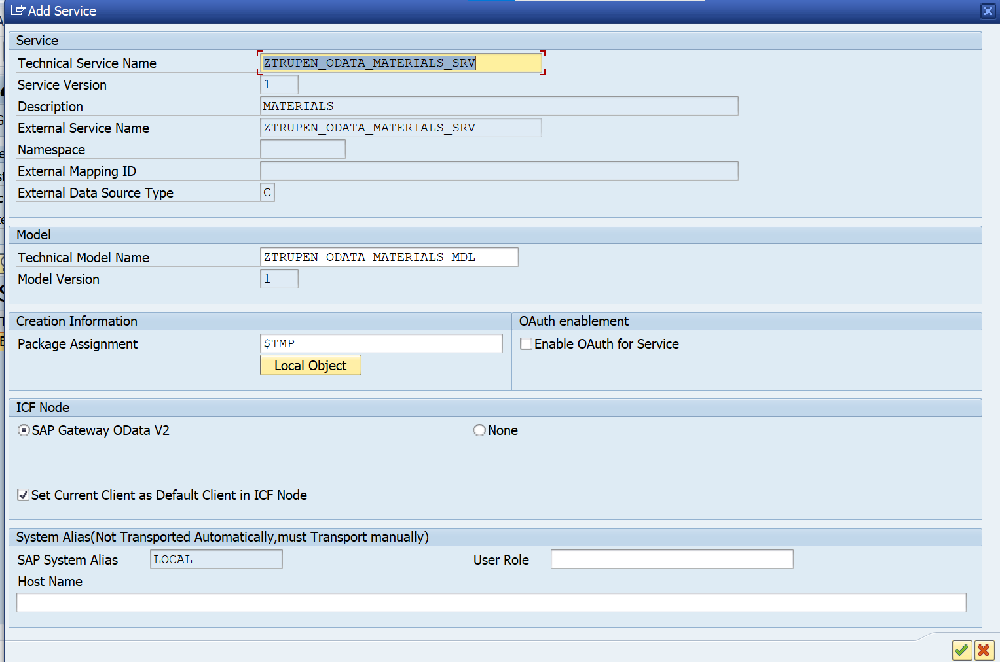 Add Service
Service
Technical Service Name ZTRUPEN_ODATA_MATERIALS_SRV
Service Version 1
Description MATERIALS
External Service Name ZTRUPEN_ODATA_MATERIALS_SRV
Namespace
External Mapping ID
External Data Source Type C
Model
Technical Model Name ZTRUPEN_ODATA_MATERIALS_MDL
Model Version 1
Creation Information OAuth enablement
Package Assignment $TMP Enable OAuth for Service
Local Object
ICF Node
SAP Gateway OData V2 None
Set Current Client as Default Client in ICF Node
System Alias(Not Transported Automatically,must Transport manually)
SAP System Alias LOCAL User Role
Host Name